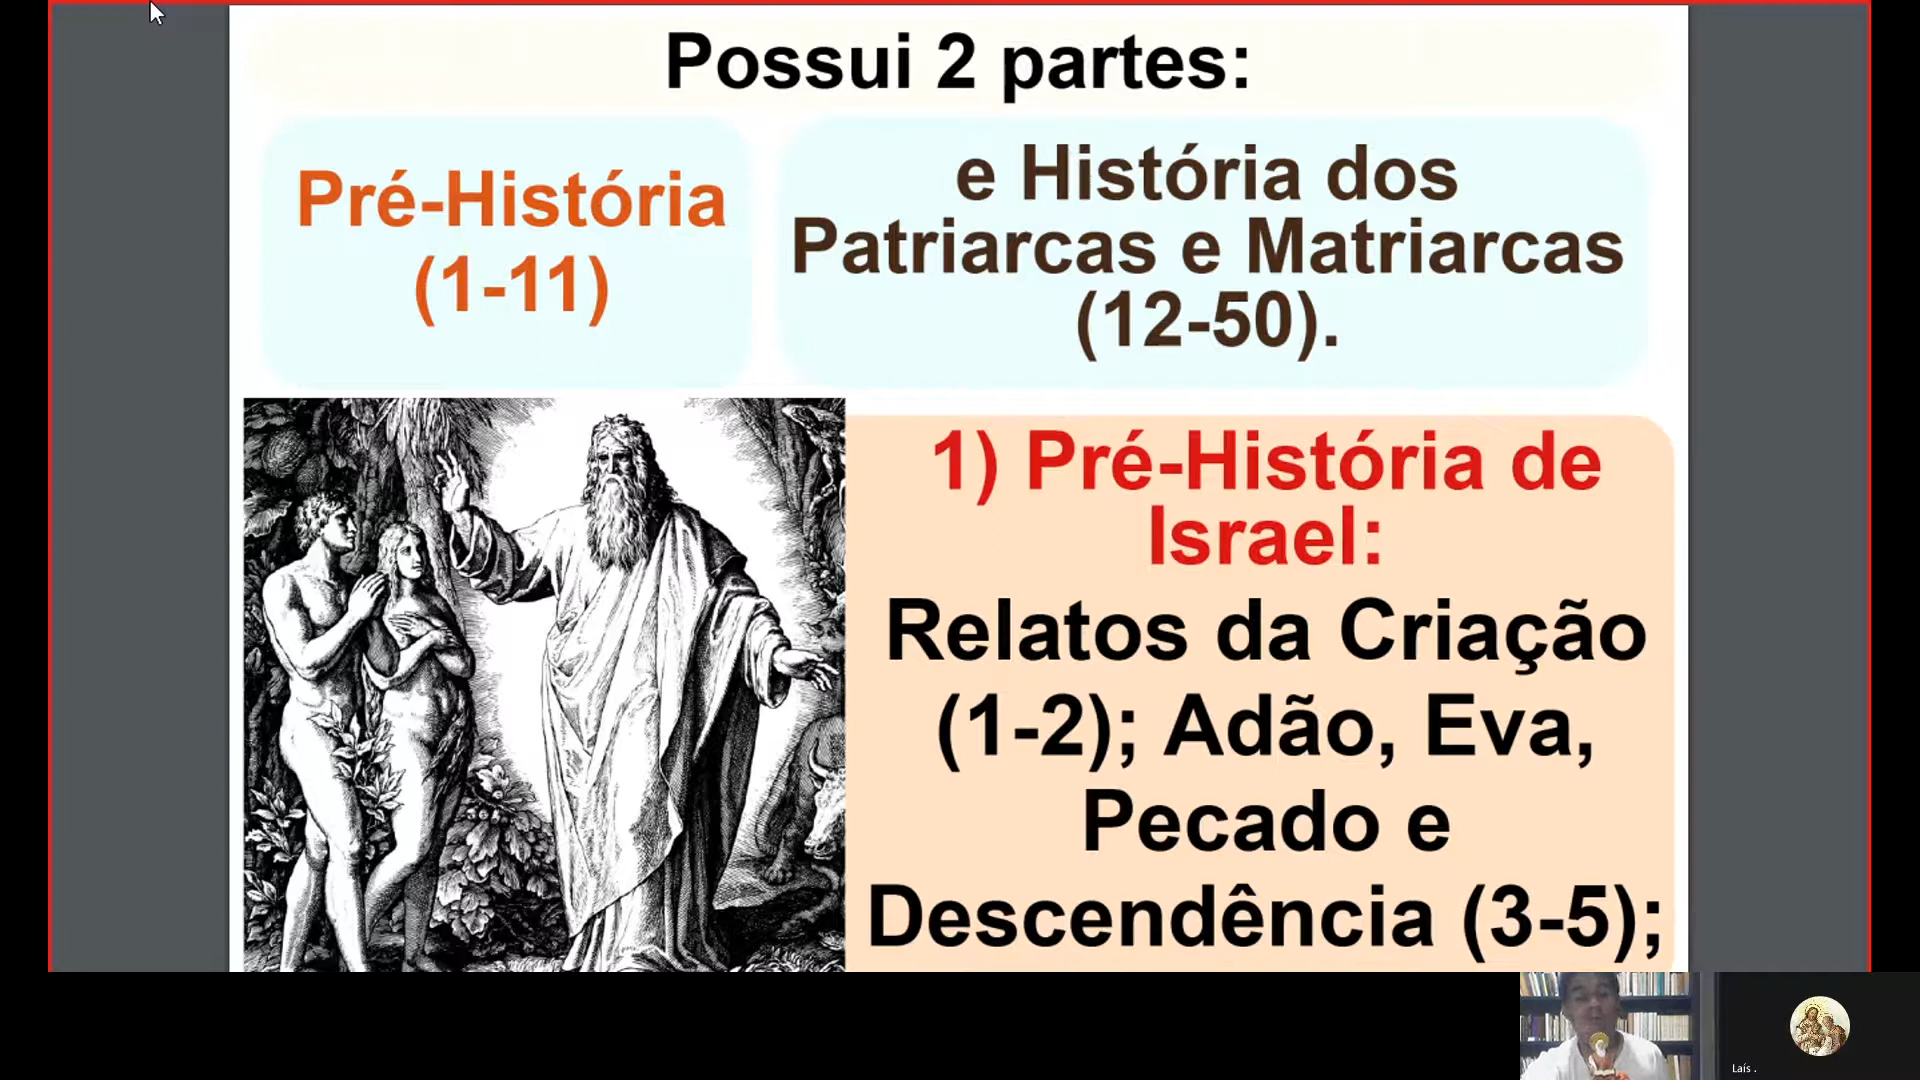 Possui 2 partes:
Pré-História
(1-11)
e História dos
Patriarcas e Matriarcas
(12-50).
1) Pré-História de
Israel:
Relatos da Criação
(1-2); Adão, Eva,
Pecado e
Descendência (3-5);
Laís .